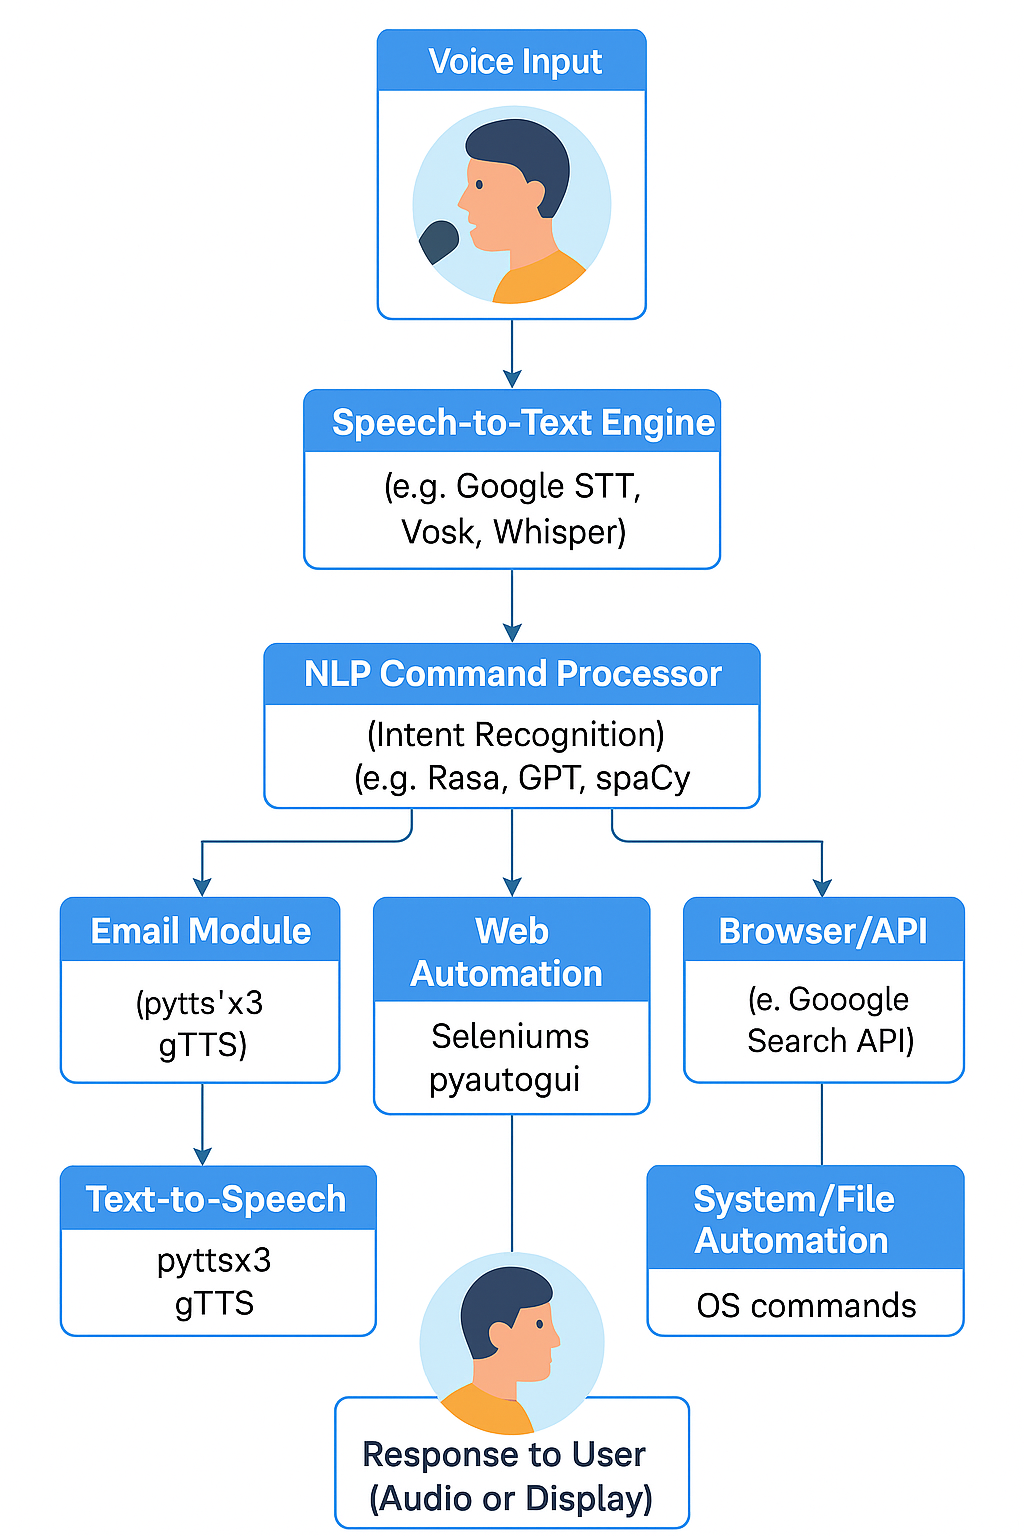 Voice Input
Speech-to-Text Engine
(e.g. Google STT,
Vosk, Whisper)
NLP Command Processor
(Intent Recognition)
(e.g. Rasa, GPT, spaCy
Email Module
(pytts'x3
gTTS)
Web
Automation
Seleniums
pyautogui
Browser/API
(e. Gooogle
Search API)
Text-to-Speech
pyttsx3
gTTS
System/File
Automation
OS commands
Response to User
(Audio or Display)